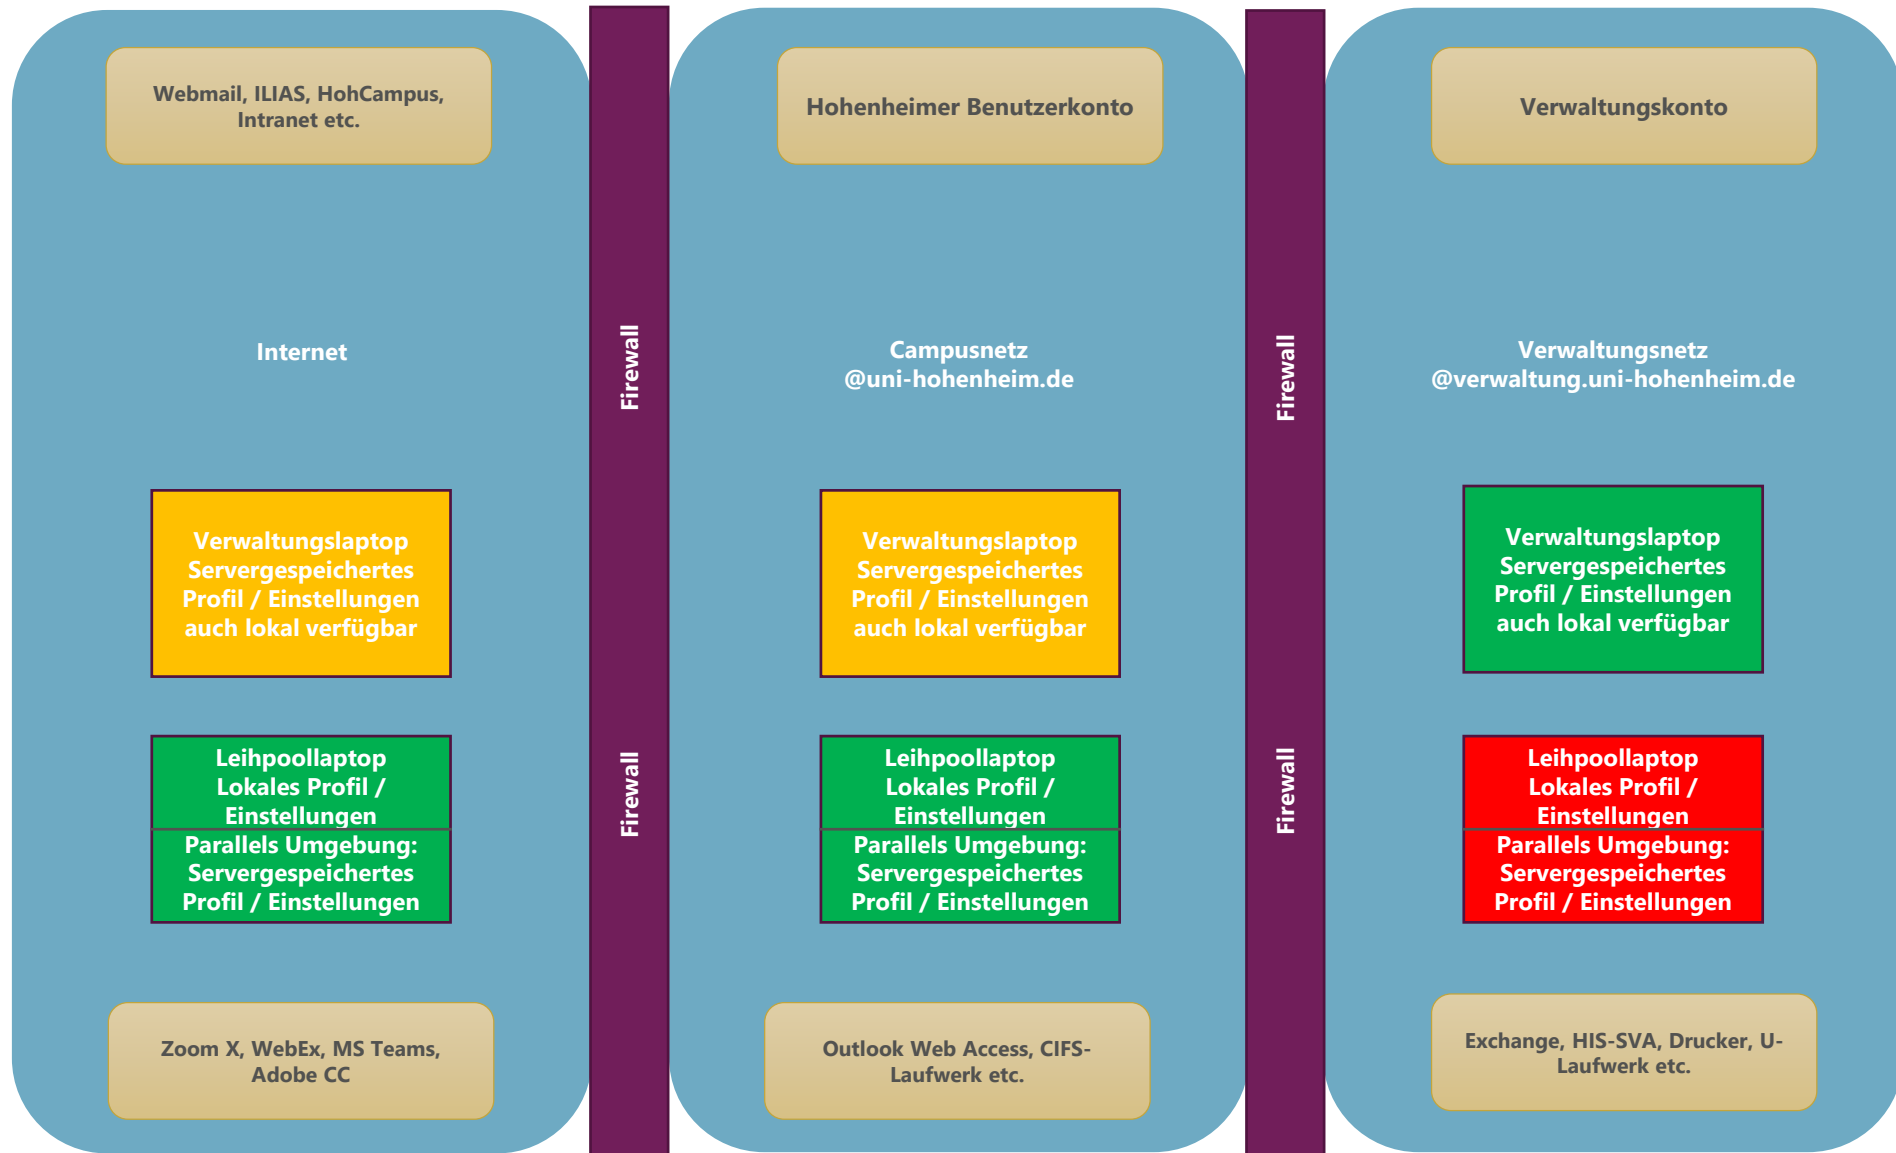 Webmail, ILIAS, HohCampus,
Intranet etc.
Internet
Verwaltungslaptop
Servergespeichertes
Profil / Einstellungen
auch lokal verfügbar
Leihpoollaptop
Lokales Profil /
Einstellungen
Parallels Umgebung:
Servergespeichertes
Profil / Einstellungen
Zoom X, WebEx, MS Teams,
Adobe CC
Firewall
Firewall
Hohenheimer Benutzerkonto
Campusnetz
@uni-hohenheim.de
Verwaltungslaptop
Servergespeichertes
Profil / Einstellungen
auch lokal verfügbar
Leihpoollaptop
Lokales Profil /
Einstellungen
Parallels Umgebung:
Servergespeichertes
Profil / Einstellungen
Outlook Web Access, CIFS-
Laufwerk etc.
Firewall
Firewall
Verwaltungskonto
Verwaltungsnetz
@verwaltung.uni-hohenheim.de
Verwaltungslaptop
Servergespeichertes
Profil / Einstellungen
auch lokal verfügbar
Leihpoollaptop
Lokales Profil /
Einstellungen
Parallels Umgebung:
Servergespeichertes
Profil / Einstellungen
Exchange, HIS-SVA, Drucker, U-
Laufwerk etc.